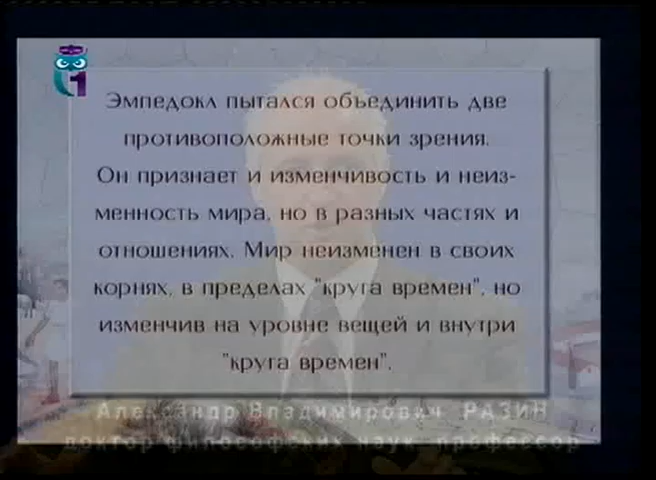 1
Эмпедокл пытался объединить две
противоположные точки зрения.
Он признает и изменчивость и неиз-
менность мира, но в разных частях и
отношениях. Мир неизменен в своих
корнях, в пределах "круга времен", но
изменчив на уровне вещей и внутри
"круга времен".
Александр Владимирович РАЗИН
доктор философских наук, профессор